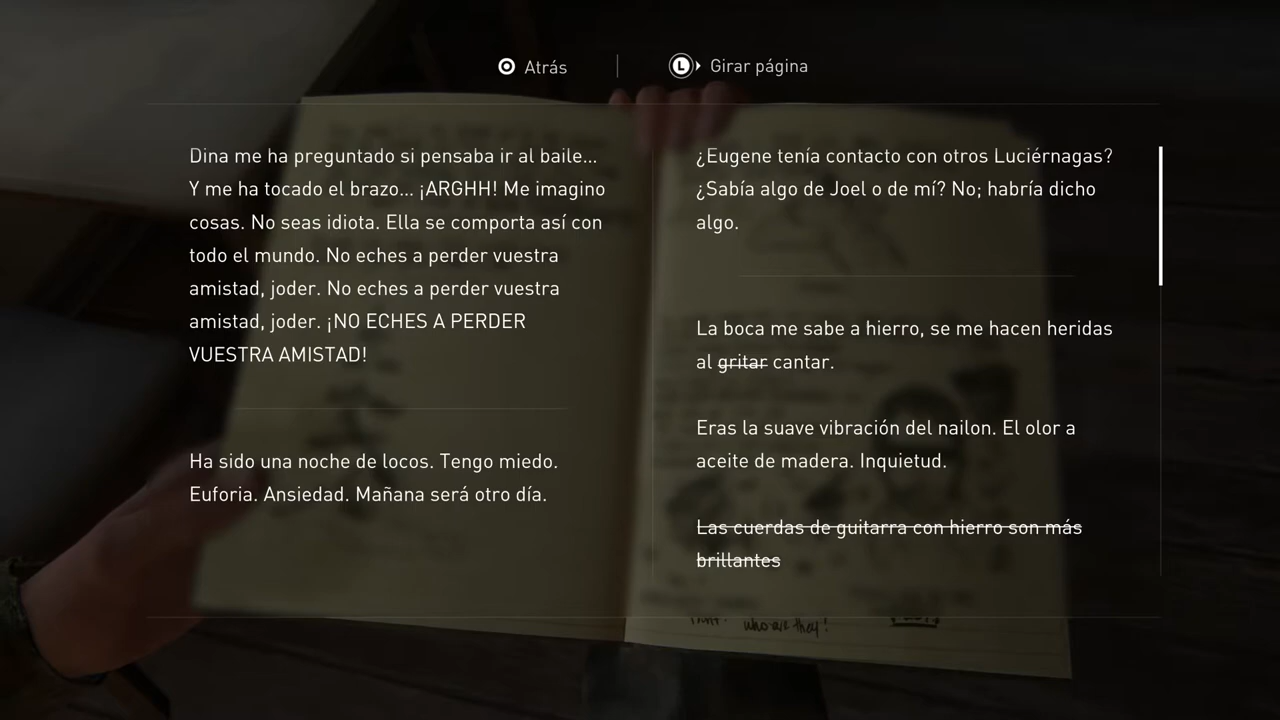 Atrás
Girar página
Dina me ha preguntado si pensaba ir al baile...
Y me ha tocado el brazo... ¡ARGHH! Me imagino
cosas. No seas idiota. Ella se comporta así con
todo el mundo. No eches a perder vuestra
amistad, joder. No eches a perder vuestra
amistad, joder. ¡NO ECHES A PERDER
VUESTRA AMISTAD!
Ha sido una noche de locos. Tengo miedo.
Euforia. Ansiedad. Mañana será otro día.
¿Eugene tenía contacto con otros Luciérnagas?
¿Sabía algo de Joel o de mí? No; habría dicho
algo.
La boca me sabe a hierro, se me hacen heridas
al gritar cantar.
Eras la suave vibración del nailon. El olor a
aceite de madera. Inquietud.
Las cuerdas de guitarra con hierro son más
brillantes
who are they!